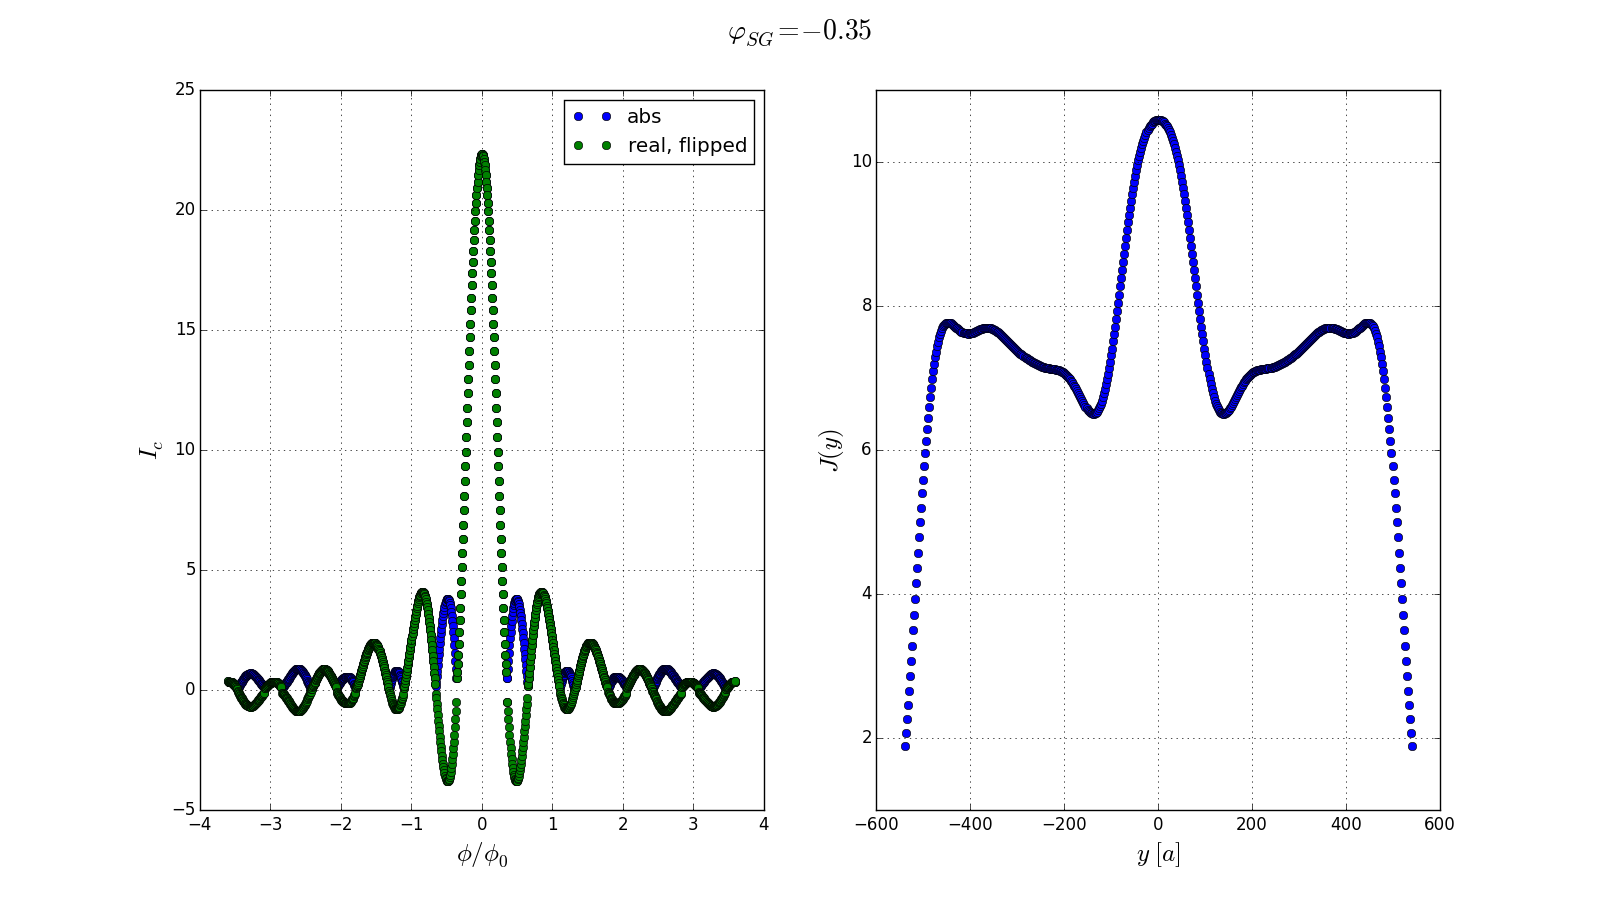 φ_SG = −0.35
25
20
15
10
5
0
−5
−4 −3 −2 −1 0 1 2 3 4
I_c
ϕ/ϕ_0
abs
real, flipped
10
8
6
4
2
−600 −400 −200 0 200 400 600
J(y)
y [a]